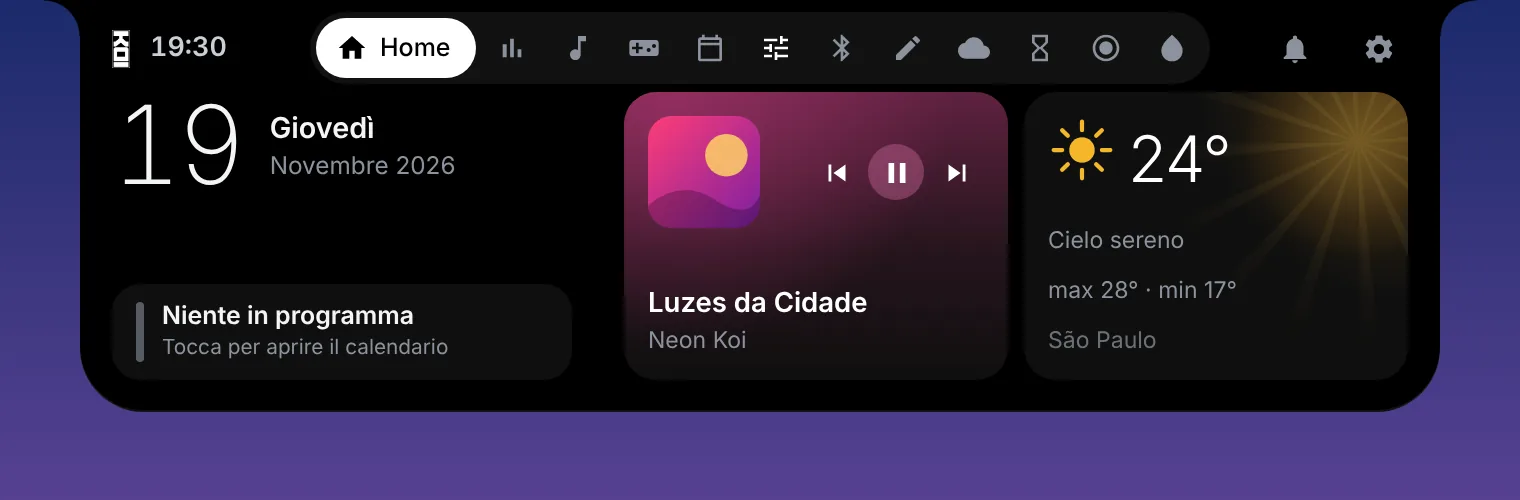 KOI
19:30
Home
19
Giovedì
Novembre 2026
Niente in programma
Tocca per aprire il calendario
Luzes da Cidade
Neon Koi
24°
Cielo sereno
max 28° · min 17°
São Paulo